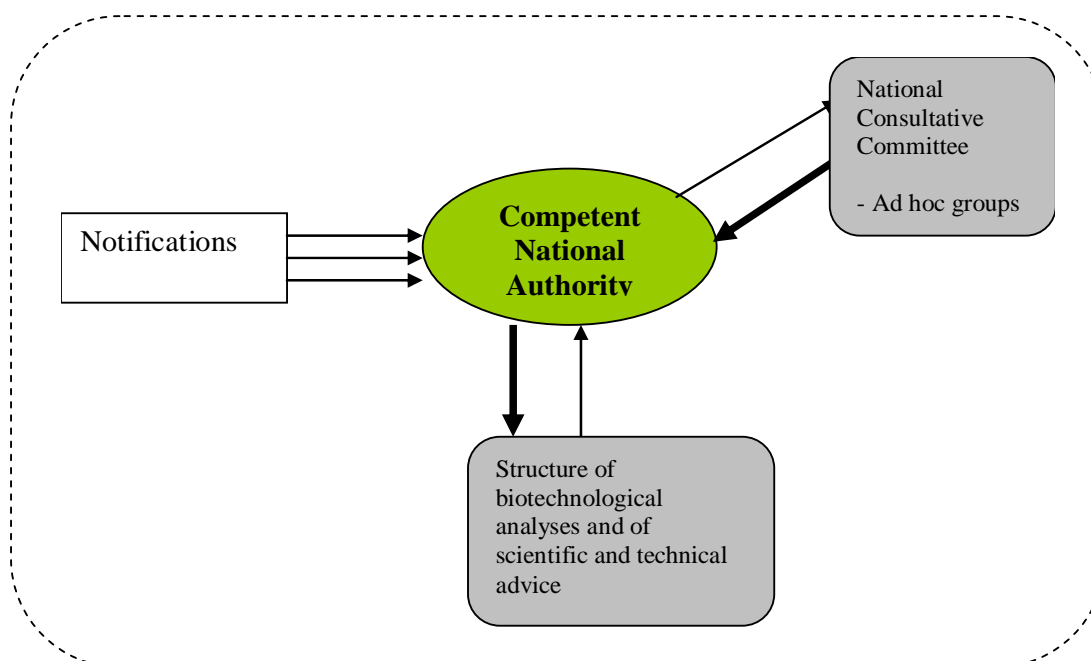 National
Consultative
Committee
- Ad hoc groups
Notifications
Competent
National
Authority
Structure of
biotechnological
analyses and of
scientific and technical
advice